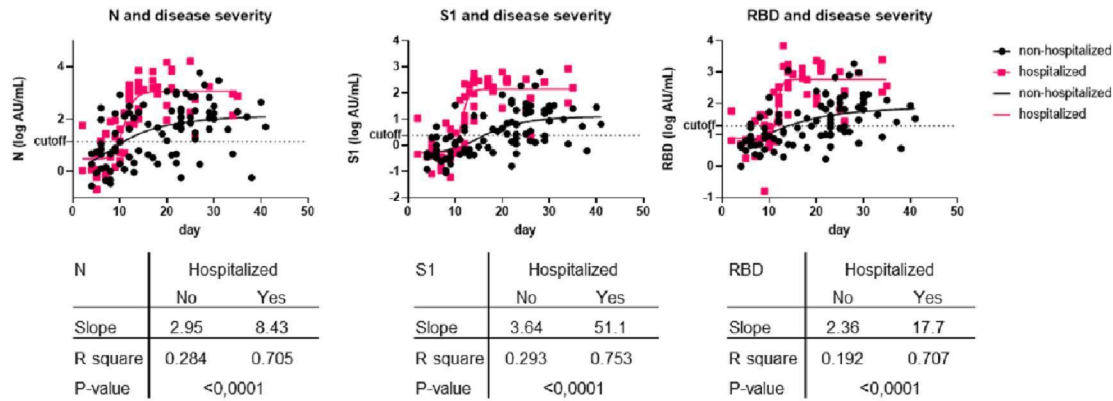 N and disease severity
N (log AU/mL)
4
2
cutoff
0
0 10 20 30 40 50
day
S1 and disease severity
S1 (log AU/mL)
4
3
2
1
cutoff
0
-1
-2
0 10 20 30 40 50
day
RBD and disease severity
RBD (log AU/mL)
4
3
2
cutoff
1
0
-1
0 10 20 30 40 50
day
non-hospitalized
hospitalized
non-hospitalized
hospitalized
N Hospitalized
No Yes
Slope 2.95 8.43
R square 0.284 0.705
P-value <0,0001
S1 Hospitalized
No Yes
Slope 3.64 51.1
R square 0.293 0.753
P-value <0,0001
RBD Hospitalized
No Yes
Slope 2.36 17.7
R square 0.192 0.707
P-value <0,0001